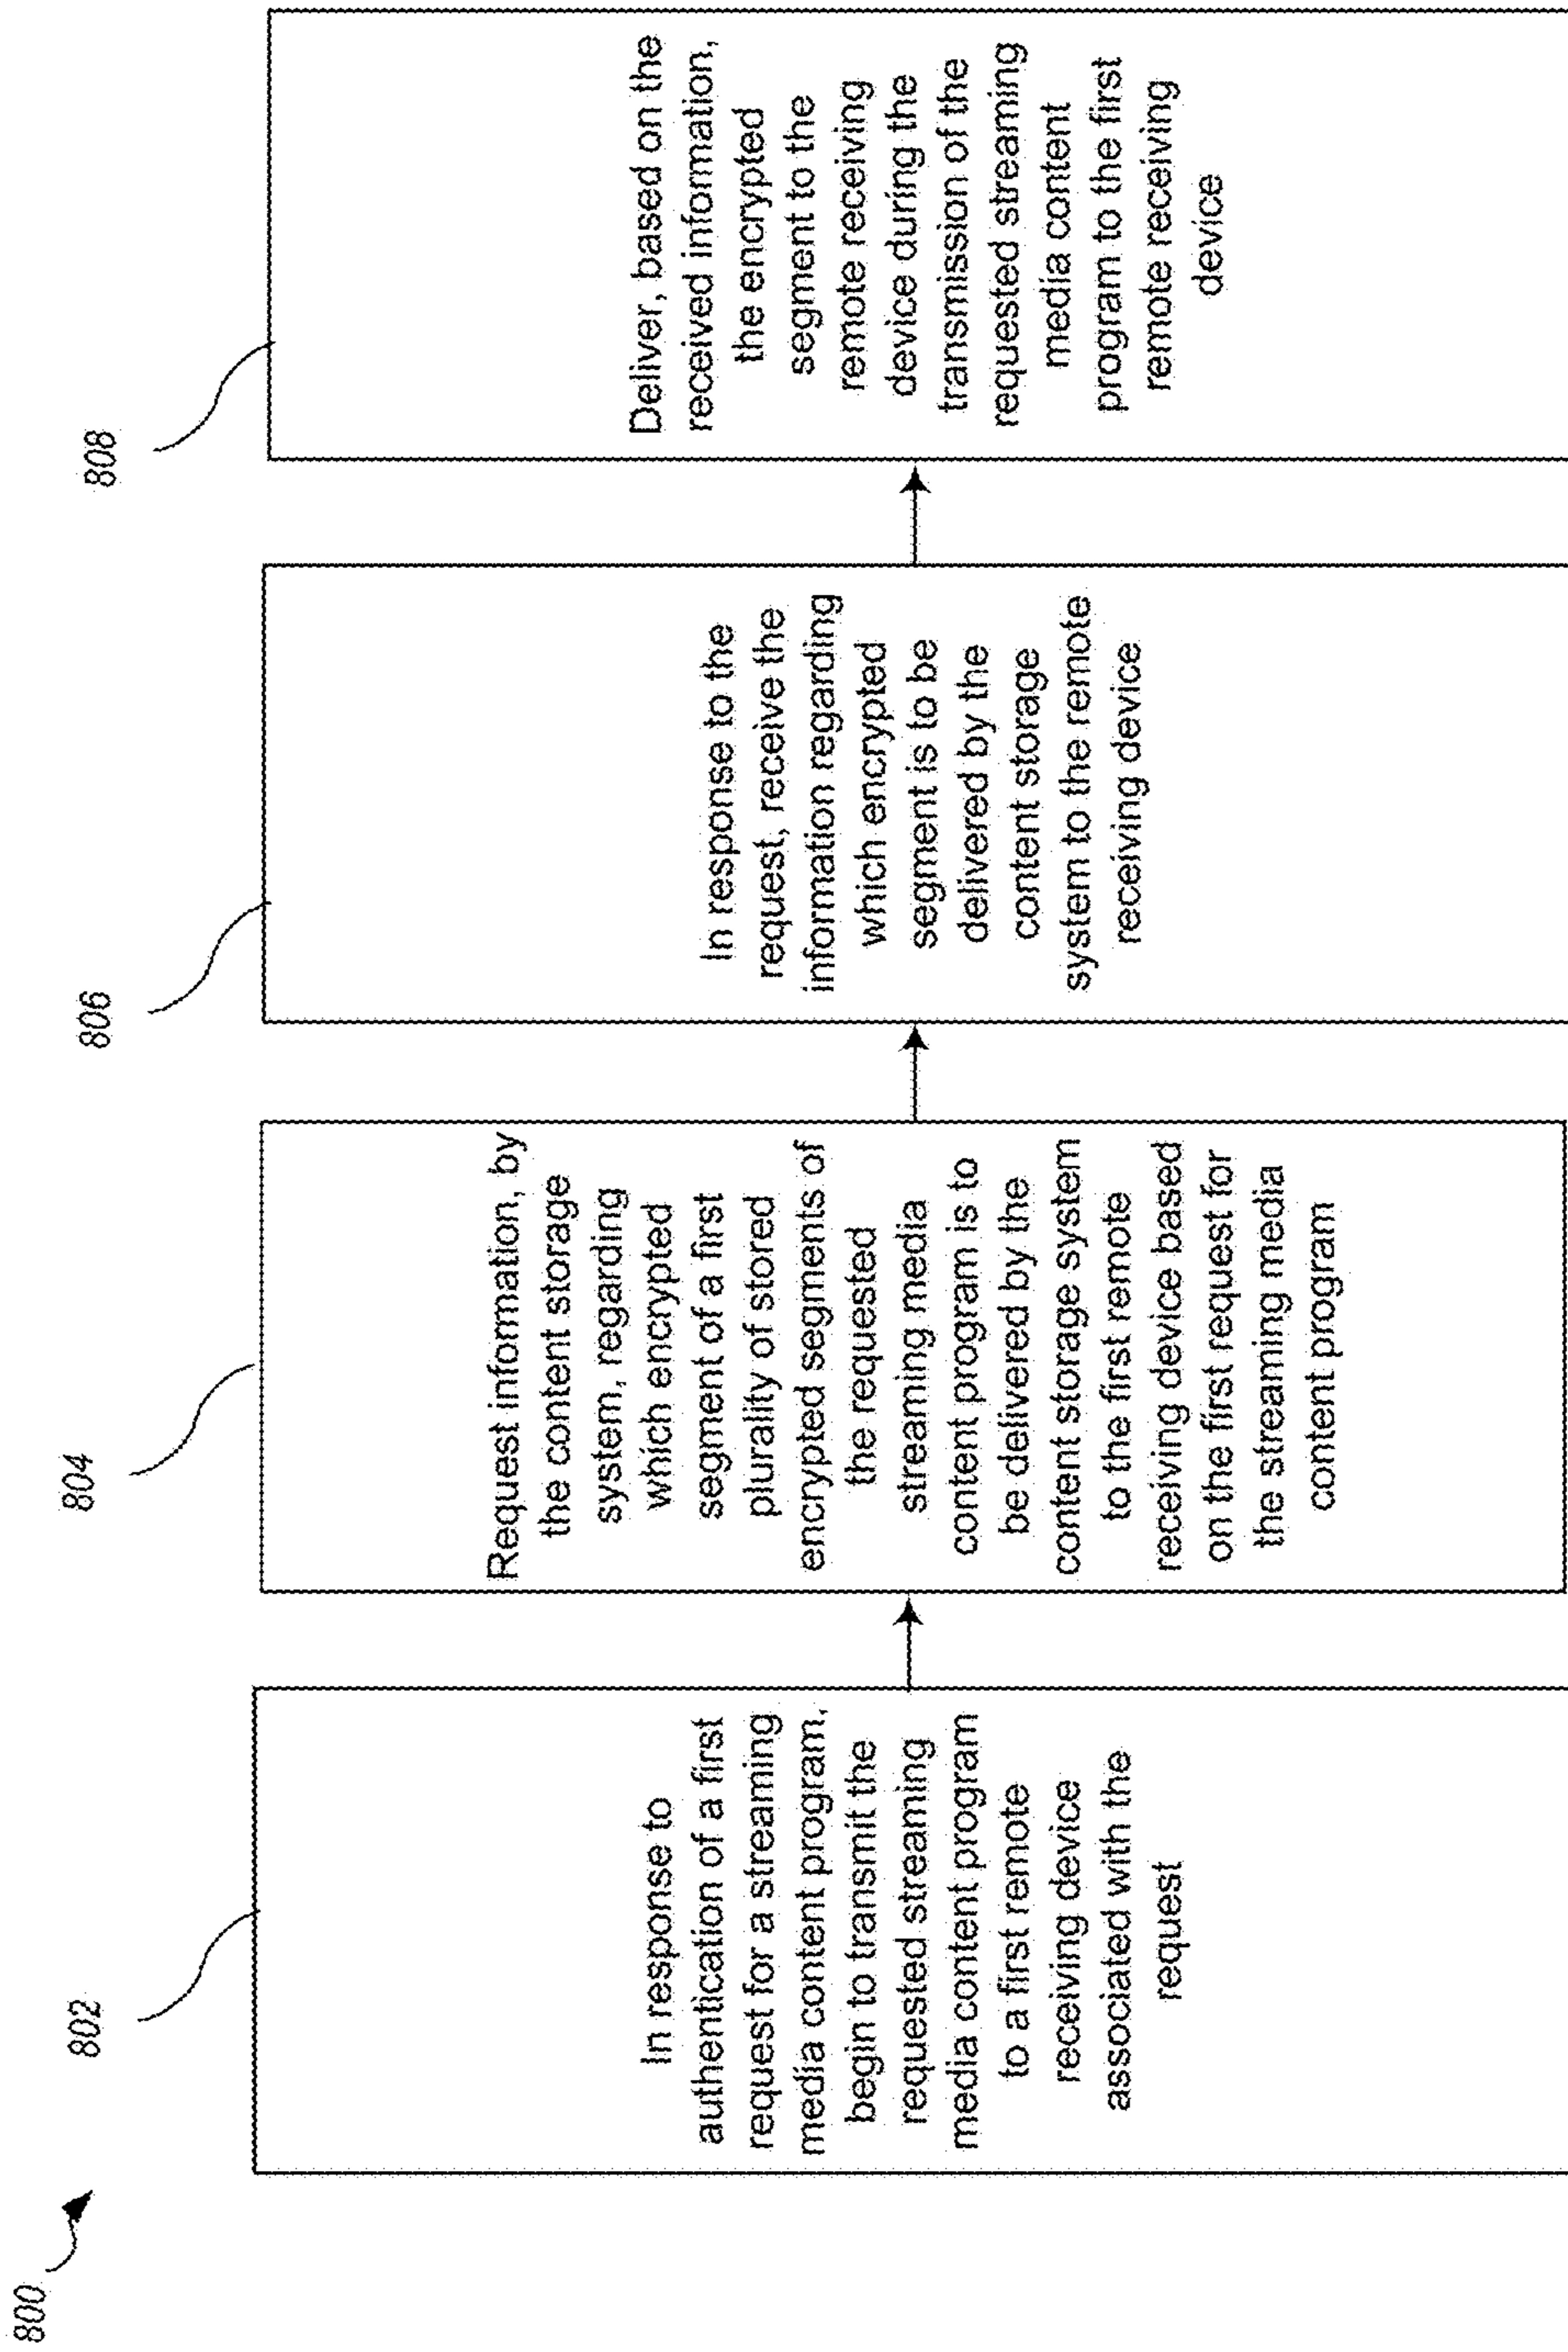 800
802
In response to
authentication of a first
request for a streaming
media content program,
begin to transmit the
requested streaming
media content program
to a first remote
receiving device
associated with the
request
804
Request information, by
the content storage
system, regarding
which encrypted
segment of a first
plurality of stored
encrypted segments of
the requested
streaming media
content program is to
be delivered by the
content storage system
to the first remote
receiving device based
on the first request for
the streaming media
content program
806
In response to the
request, receive the
information regarding
which encrypted
segment is to be
delivered by the
content storage
system to the remote
receiving device
808
Deliver, based on the
received information,
the encrypted
segment to the
remote receiving
device during the
transmission of the
requested streaming
media content
program to the first
remote receiving
device